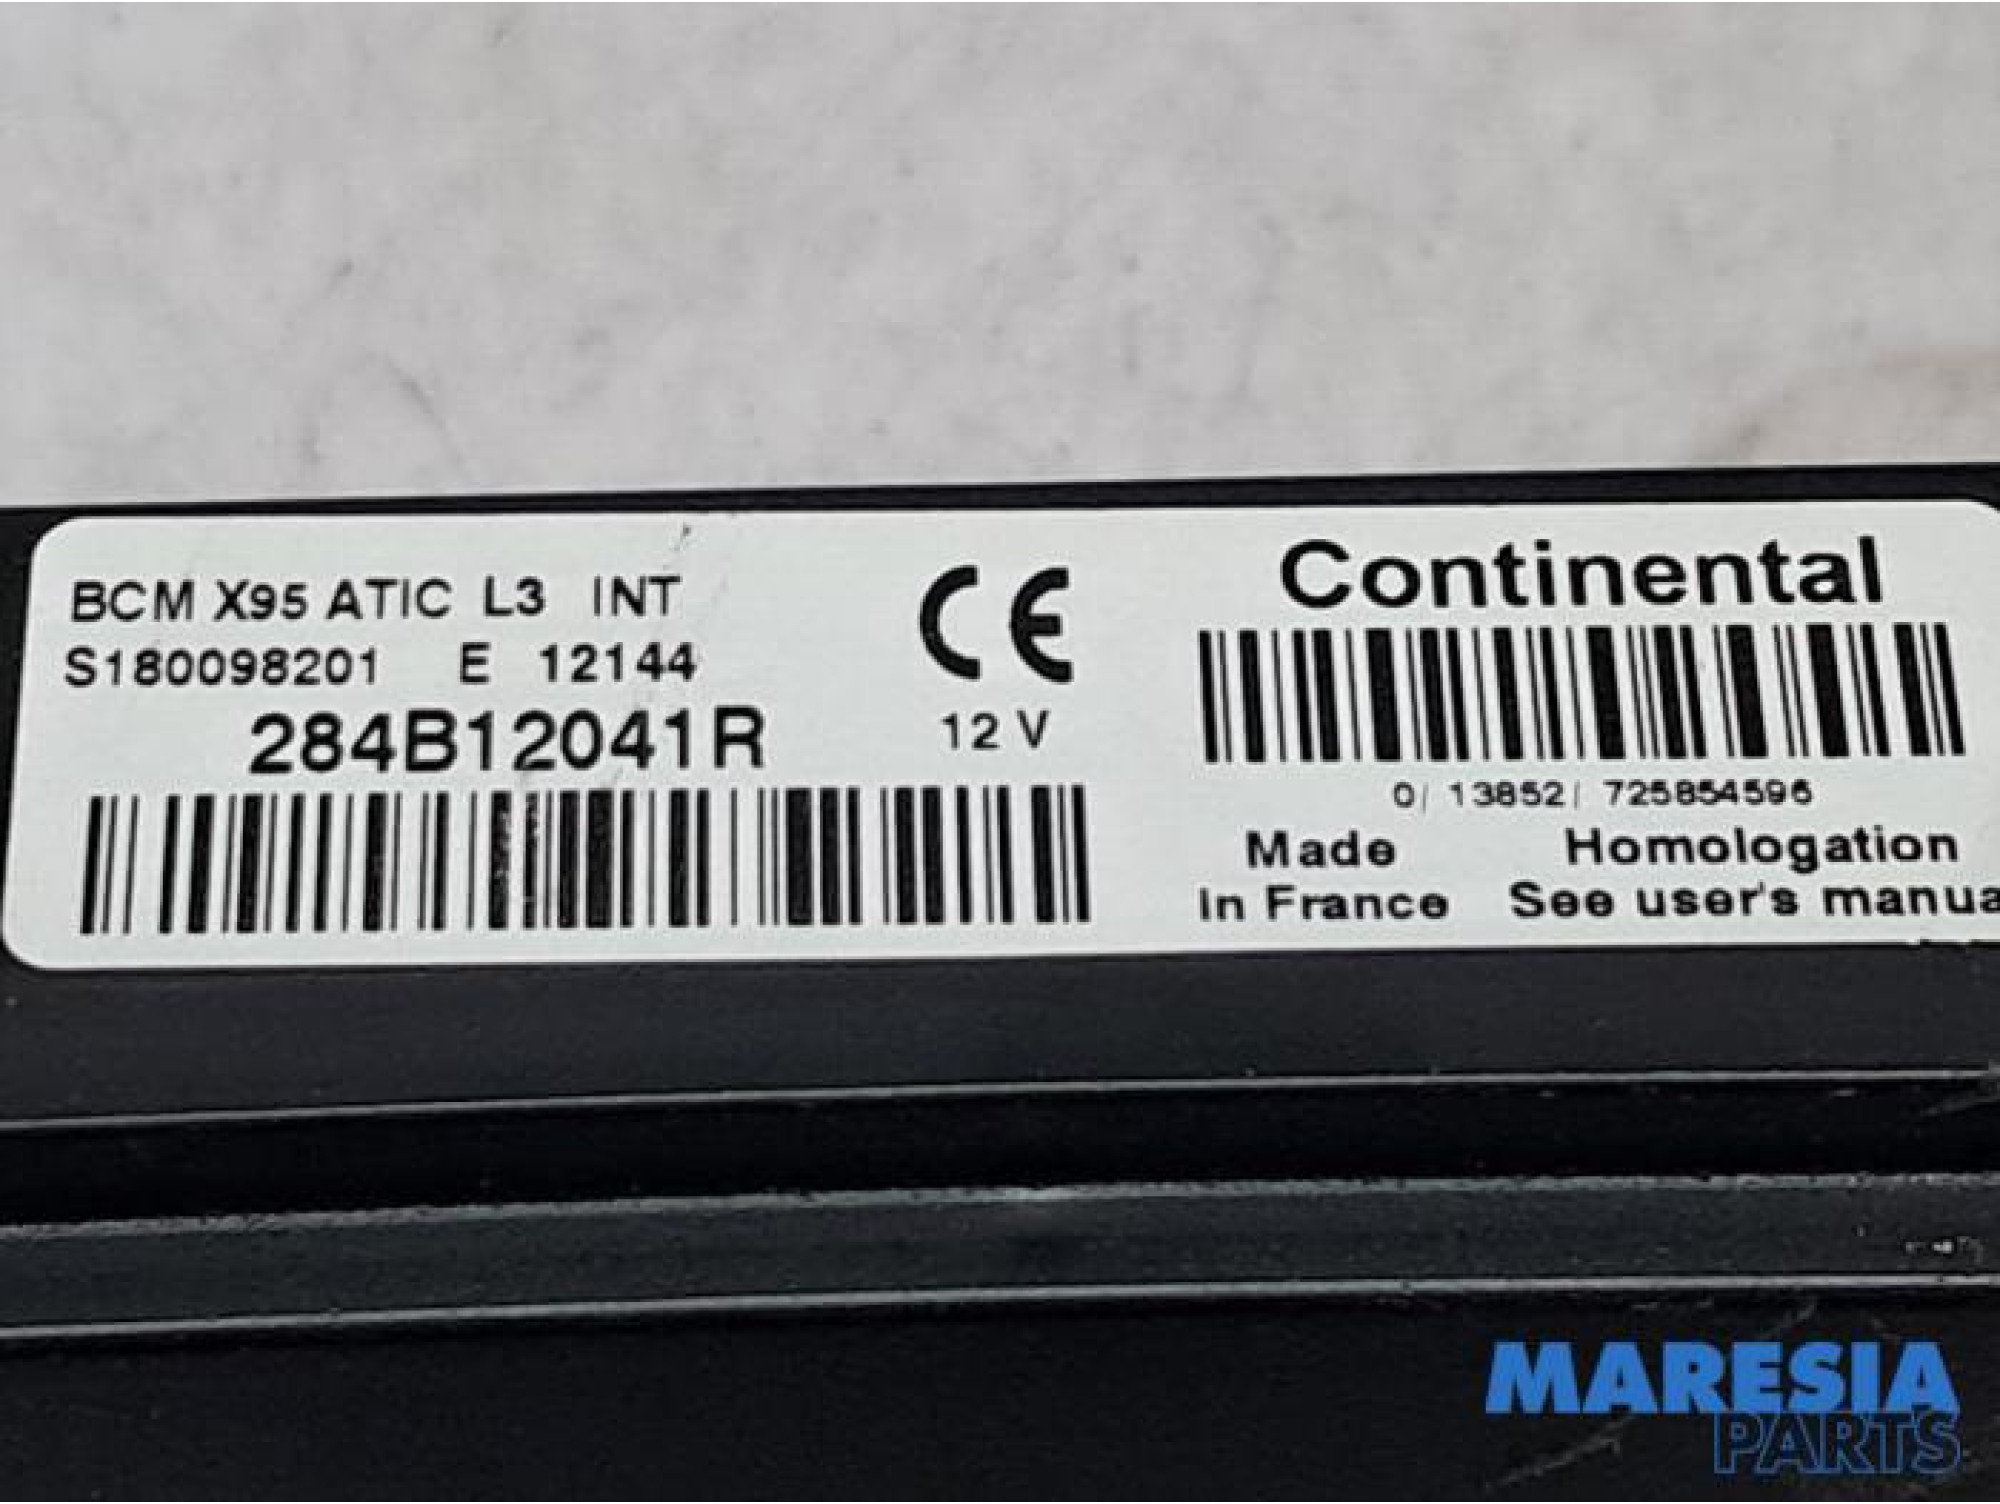 BCM X95 ATIC L3 INT
S180098201 E 12144
284B12041R
CE
12 V
Continental
0/ 13852/ 725854596
Made
In France
Homologation
See user's manua
MARESIA
PARTS